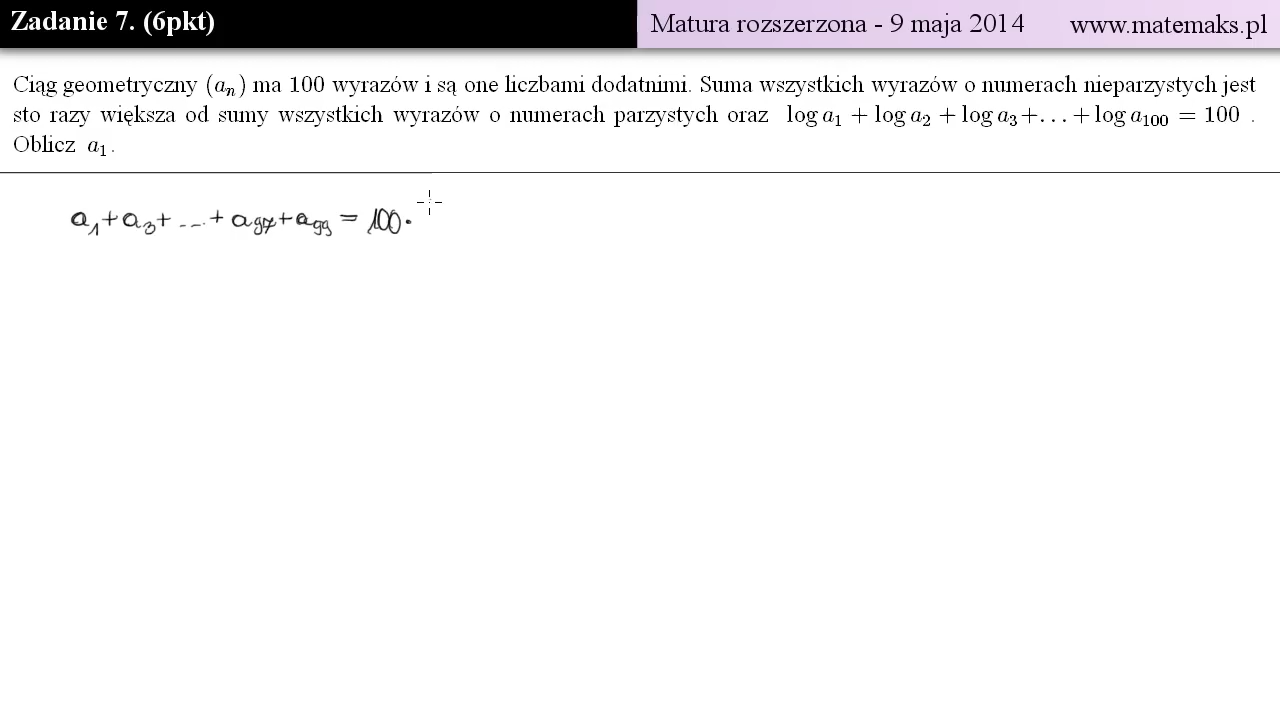 Zadanie 7. (6pkt)
Matura rozszerzona - 9 maja 2014 www.matemaks.pl
Ciąg geometryczny (aₙ) ma 100 wyrazów i są one liczbami dodatnimi. Suma wszystkich wyrazów o numerach nieparzystych jest
sto razy większa od sumy wszystkich wyrazów o numerach parzystych oraz log a₁ + log a₂ + log a₃ + ... + log a₁₀₀ = 100 .
Oblicz a₁.
a₁ + a₃ + ... + a₉₇ + a₉₉ = 100 ·